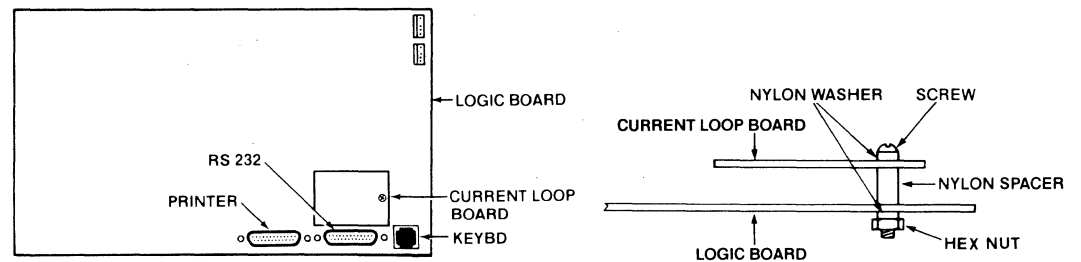 LOGIC BOARD
RS 232
PRINTER
CURRENT LOOP
BOARD
KEYBD
NYLON WASHER
SCREW
CURRENT LOOP BOARD
NYLON SPACER
LOGIC BOARD
HEX NUT